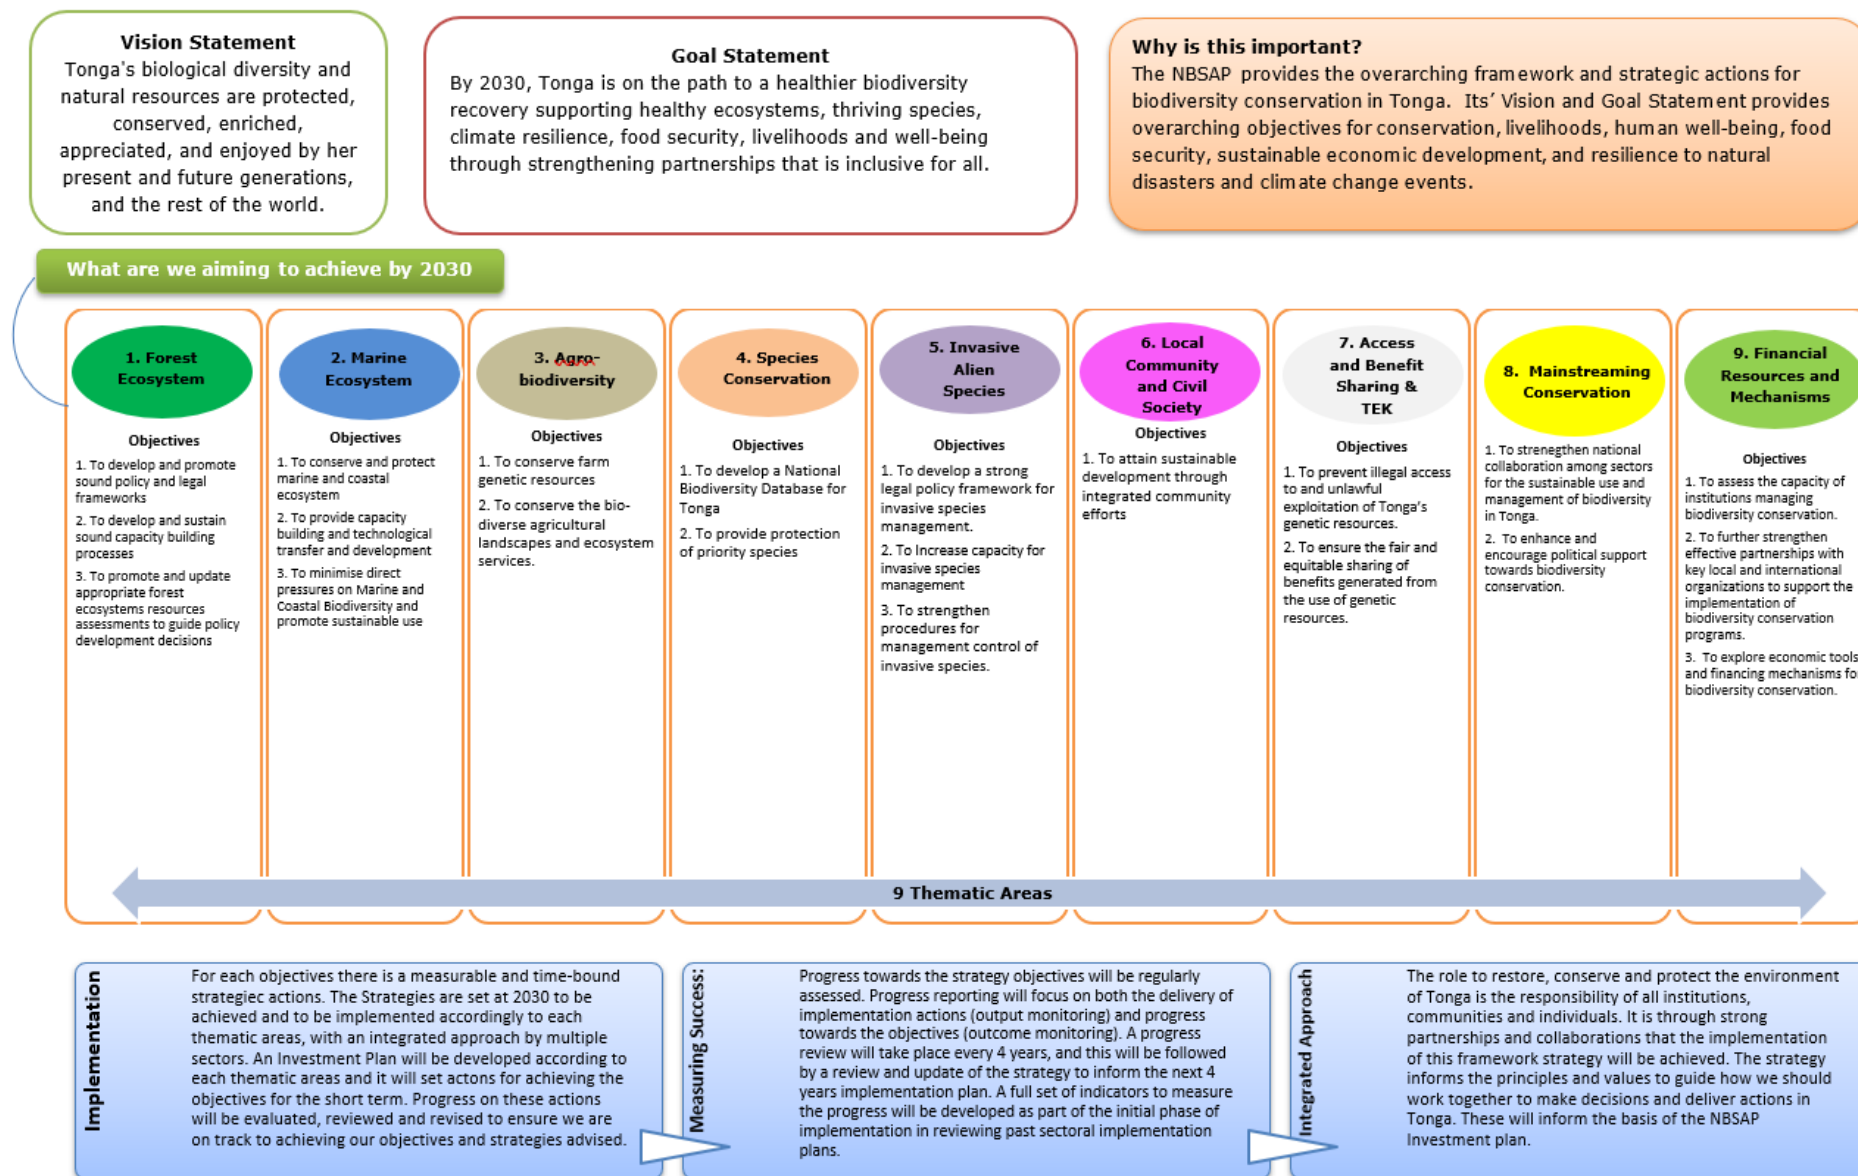 Vision Statement
Tonga's biological diversity and
natural resources are protected,
conserved, enriched,
appreciated, and enjoyed by her
present and future generations,
and the rest of the world.
Goal Statement
By 2030, Tonga is on the path to a healthier biodiversity
recovery supporting healthy ecosystems, thriving species,
climate resilience, food security, livelihoods and well-being
through strengthening partnerships that is inclusive for all.
Why is this important?
The NBSAP provides the overarching framework and strategic actions for
biodiversity conservation in Tonga. Its’ Vision and Goal Statement provides
overarching objectives for conservation, livelihoods, human well-being, food
security, sustainable economic development, and resilience to natural
disasters and climate change events.
What are we aiming to achieve by 2030
1. Forest
Ecosystem
Objectives
1. To develop and promote
sound policy and legal
frameworks
2. To develop and sustain
sound capacity building
processes
3. To promote and update
appropriate forest
ecosystems resources
assessments to guide policy
development decisions
2. Marine
Ecosystem
Objectives
1. To conserve and protect
marine and coastal
ecosystem
2. To provide capacity
building and technological
transfer and development
3. To minimise direct
pressures on Marine and
Coastal Biodiversity and
promote sustainable use
3. Agro-
biodiversity
Objectives
1. To conserve farm
genetic resources
2. To conserve the bio-
diverse agricultural
landscapes and ecosystem
services.
4. Species
Conservation
Objectives
1. To develop a National
Biodiversity Database for
Tonga
2. To provide protection
of priority species
5. Invasive
Alien
Species
Objectives
1. To develop a strong
legal policy framework for
invasive species
management.
2. To Increase capacity for
invasive species
management
3. To strengthen
procedures for
management control of
invasive species.
6. Local
Community
and Civil
Society
Objectives
1. To attain sustainable
development through
integrated community
efforts
7. Access
and Benefit
Sharing &
TEK
Objectives
1. To prevent illegal access
to and unlawful
exploitation of Tonga’s
genetic resources.
2. To ensure the fair and
equitable sharing of
benefits generated from
the use of genetic
resources.
8. Mainstreaming
Conservation
1. To strenegthen national
collaboration among sectors
for the sustainable use and
management of biodiversity
in Tonga.
2. To enhance and
encourage political support
towards biodiversity
conservation.
9. Financial
Resources and
Mechanisms
Objectives
1. To assess the capacity of
institutions managing
biodiversity conservation.
2. To further strengthen
effective partnerships with
key local and international
organizations to support the
implementation of
biodiversity conservation
programs.
3. To explore economic tools
and financing mechanisms fo
biodiversity conservation.
9 Thematic Areas
Implementation
For each objectives there is a measurable and time-bound
strategiec actions. The Strategies are set at 2030 to be
achieved and to be implemented accordingly to each
thematic areas, with an integrated approach by multiple
sectors. An Investment Plan will be developed according to
each thematic areas and it will set actons for achieving the
objectives for the short term. Progress on these actions
will be evaluated, reviewed and revised to ensure we are
on track to achieving our objectives and strategies advised.
Measuring Success:
Progress towards the strategy objectives will be regularly
assessed. Progress reporting will focus on both the delivery of
implementation actions (output monitoring) and progress
towards the objectives (outcome monitoring). A progress
review will take place every 4 years, and this will be followed
by a review and update of the strategy to inform the next 4
years implementation plan. A full set of indicators to measure
the progress will be developed as part of the initial phase of
implementation in reviewing past sectoral implementation
plans.
Integrated Approach
The role to restore, conserve and protect the environment
of Tonga is the responsibility of all institutions,
communities and individuals. It is through strong
partnerships and collaborations that the implementation
of this framework strategy will be achieved. The strategy
informs the principles and values to guide how we should
work together to make decisions and deliver actions in
Tonga. These will inform the basis of the NBSAP
Investment plan.